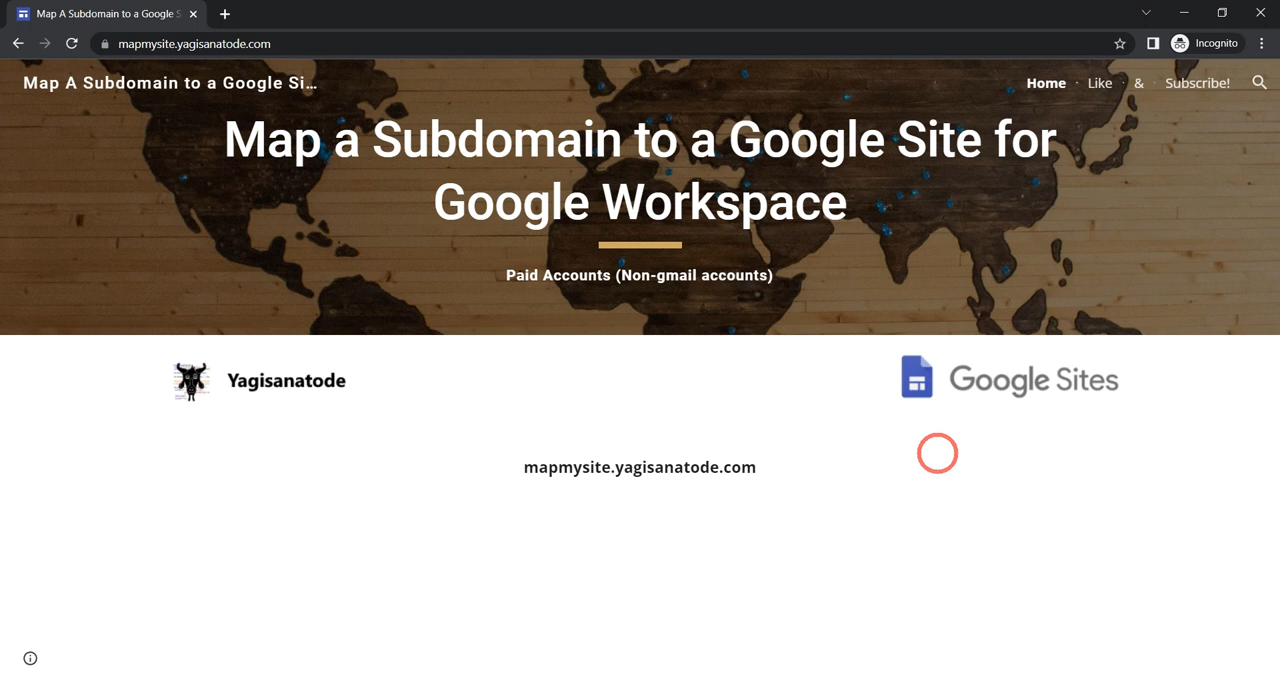 Map A Subdomain to a Google S
mapmysite.yagisanatode.com
Incognito
Map A Subdomain to a Google Si...
Home · Like · & · Subscribe!
Map a Subdomain to a Google Site for
Google Workspace
Paid Accounts (Non-gmail accounts)
Yagisanatode
Google Sites
mapmysite.yagisanatode.com